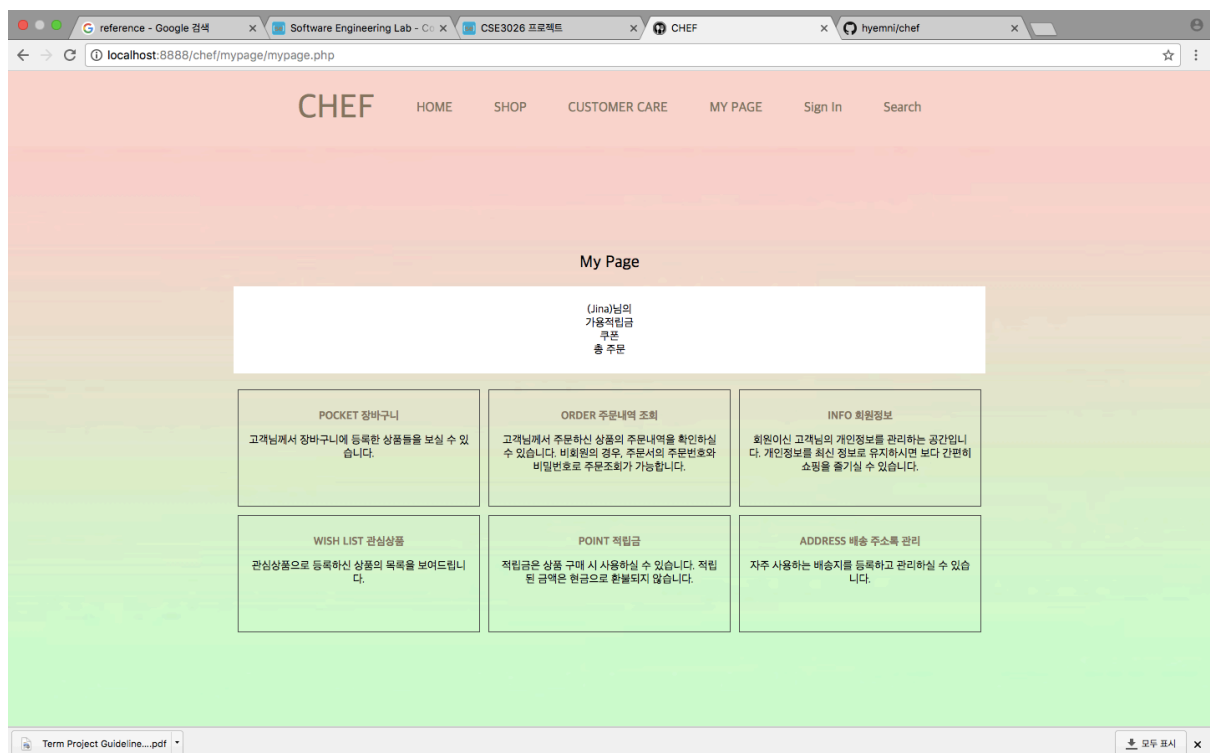 reference - Google 검색
Software Engineering Lab - Co
CSE3026 프로젝트
CHEF
hyemni/chef
localhost:8888/chef/mypage/mypage.php
CHEF HOME SHOP CUSTOMER CARE MY PAGE Sign In Search
My Page
(Jina)님의
가용적립금
쿠폰
총 주문
POCKET 장바구니
고객님께서 장바구니에 등록한 상품들을 보실 수 있
습니다.
ORDER 주문내역 조회
고객님께서 주문하신 상품의 주문내역을 확인하실
수 있습니다. 비회원의 경우, 주문서의 주문번호와
비밀번호로 주문조회가 가능합니다.
INFO 회원정보
회원이신 고객님의 개인정보를 관리하는 공간입니
다. 개인정보를 최신 정보로 유지하시면 보다 간편히
쇼핑을 즐기실 수 있습니다.
WISH LIST 관심상품
관심상품으로 등록하신 상품의 목록을 보여드립니
다.
POINT 적립금
적립금은 상품 구매 시 사용하실 수 있습니다. 적립
된 금액은 현금으로 환불되지 않습니다.
ADDRESS 배송 주소록 관리
자주 사용하는 배송지를 등록하고 관리하실 수 있습
니다.
Term Project Guideline....pdf
모두 표시